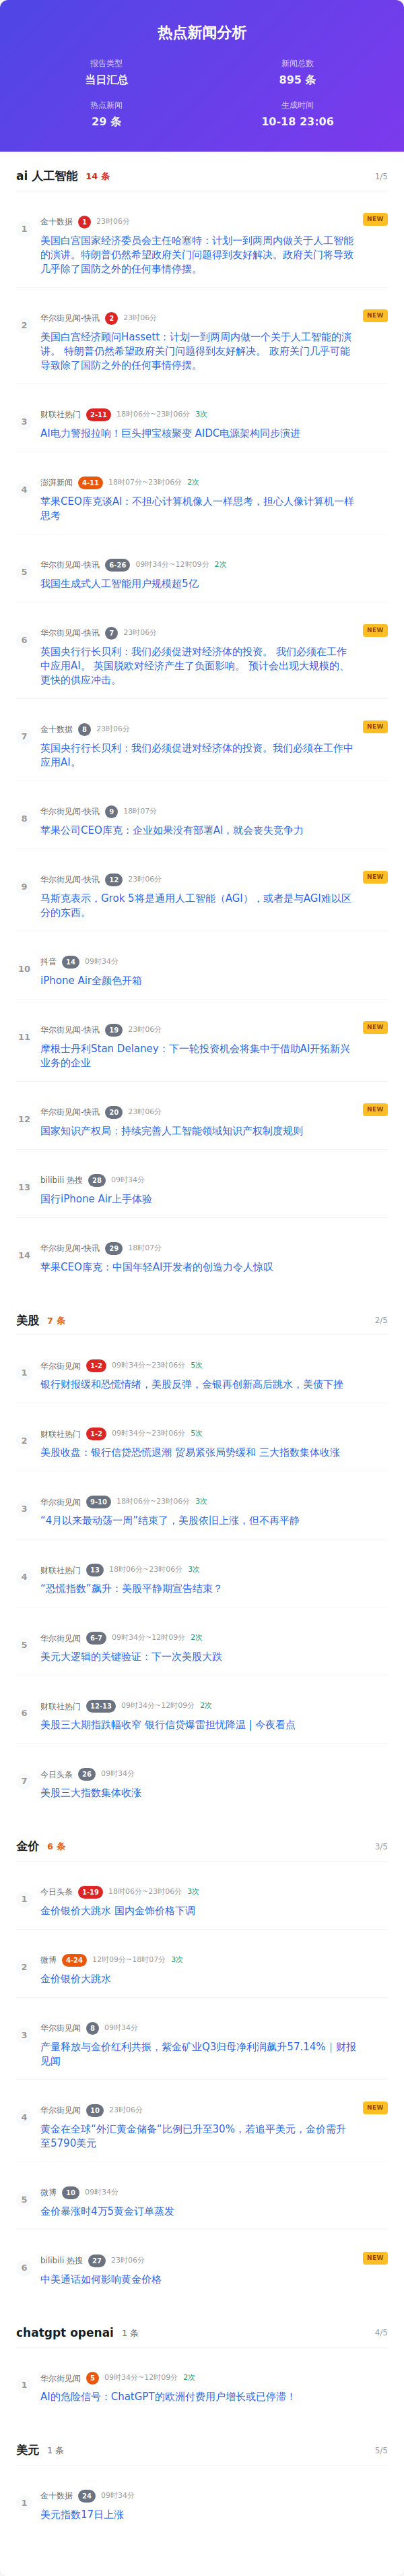 热点新闻分析
报告类型
新闻总数
当日汇总
895 条
热点新闻
生成时间
29 条
10-18 23:06
ai 人工智能 14 条 1/5
1 金十数据 1 23时06分 NEW
美国白宫国家经济委员会主任哈塞特：计划一到两周内做关于人工智能
的演讲。特朗普仍然希望政府关门问题得到友好解决。政府关门将导致
几乎除了国防之外的任何事情停摆。
2 华尔街见闻-快讯 2 23时06分 NEW
美国白宫经济顾问Hassett：计划一到两周内做一个关于人工智能的演
讲。 特朗普仍然希望政府关门问题得到友好解决。 政府关门几乎可能
导致除了国防之外的任何事情停摆。
3 财联社热门 2-11 18时06分~23时06分 3次
AI电力警报拉响！巨头押宝核聚变 AIDC电源架构同步演进
4 澎湃新闻 4-11 18时07分~23时06分 2次
苹果CEO库克谈AI：不担心计算机像人一样思考，担心人像计算机一样
思考
5 华尔街见闻-快讯 6-26 09时34分~12时09分 2次
我国生成式人工智能用户规模超5亿
6 华尔街见闻-快讯 7 23时06分 NEW
英国央行行长贝利：我们必须促进对经济体的投资。 我们必须在工作
中应用AI。 英国脱欧对经济产生了负面影响。 预计会出现大规模的、
更快的供应冲击。
7 金十数据 8 23时06分 NEW
英国央行行长贝利：我们必须促进对经济体的投资。我们必须在工作中
应用AI。
8 华尔街见闻-快讯 9 18时07分
苹果公司CEO库克：企业如果没有部署AI，就会丧失竞争力
9 华尔街见闻-快讯 12 23时06分 NEW
马斯克表示，Grok 5将是通用人工智能（AGI），或者是与AGI难以区
分的东西。
10 抖音 14 09时34分
iPhone Air全颜色开箱
11 华尔街见闻-快讯 19 23时06分 NEW
摩根士丹利Stan Delaney：下一轮投资机会将集中于借助AI开拓新兴
业务的企业
12 华尔街见闻-快讯 20 23时06分 NEW
国家知识产权局：持续完善人工智能领域知识产权制度规则
13 bilibili 热搜 28 09时34分
国行iPhone Air上手体验
14 华尔街见闻-快讯 29 18时07分
苹果CEO库克：中国年轻AI开发者的创造力令人惊叹
美股 7 条 2/5
1 华尔街见闻 1-2 09时34分~23时06分 5次
银行财报缓和恐慌情绪，美股反弹，金银再创新高后跳水，美债下挫
2 财联社热门 1-2 09时34分~23时06分 5次
美股收盘：银行信贷恐慌退潮 贸易紧张局势缓和 三大指数集体收涨
3 华尔街见闻 9-10 18时06分~23时06分 3次
“4月以来最动荡一周”结束了，美股依旧上涨，但不再平静
4 财联社热门 13 18时06分~23时06分 3次
“恐慌指数”飙升：美股平静期宣告结束？
5 华尔街见闻 6-7 09时34分~12时09分 2次
美元大逻辑的关键验证：下一次美股大跌
6 财联社热门 12-13 09时34分~12时09分 2次
美股三大期指跌幅收窄 银行信贷爆雷担忧降温 | 今夜看点
7 今日头条 26 09时34分
美股三大指数集体收涨
金价 6 条 3/5
1 今日头条 1-19 18时06分~23时06分 3次
金价银价大跳水 国内金饰价格下调
2 微博 4-24 12时09分~18时07分 3次
金价银价大跳水
3 华尔街见闻 8 09时34分
产量释放与金价红利共振，紫金矿业Q3归母净利润飙升57.14%｜财报
见闻
4 华尔街见闻 10 23时06分 NEW
黄金在全球“外汇黄金储备“比例已升至30%，若追平美元，金价需升
至5790美元
5 微博 10 09时34分
金价暴涨时4万5黄金订单蒸发
6 bilibili 热搜 27 23时06分 NEW
中美通话如何影响黄金价格
chatgpt openai 1 条 4/5
1 华尔街见闻 5 09时34分~12时09分 2次
AI的危险信号：ChatGPT的欧洲付费用户增长或已停滞！
美元 1 条 5/5
1 金十数据 24 09时34分
美元指数17日上涨